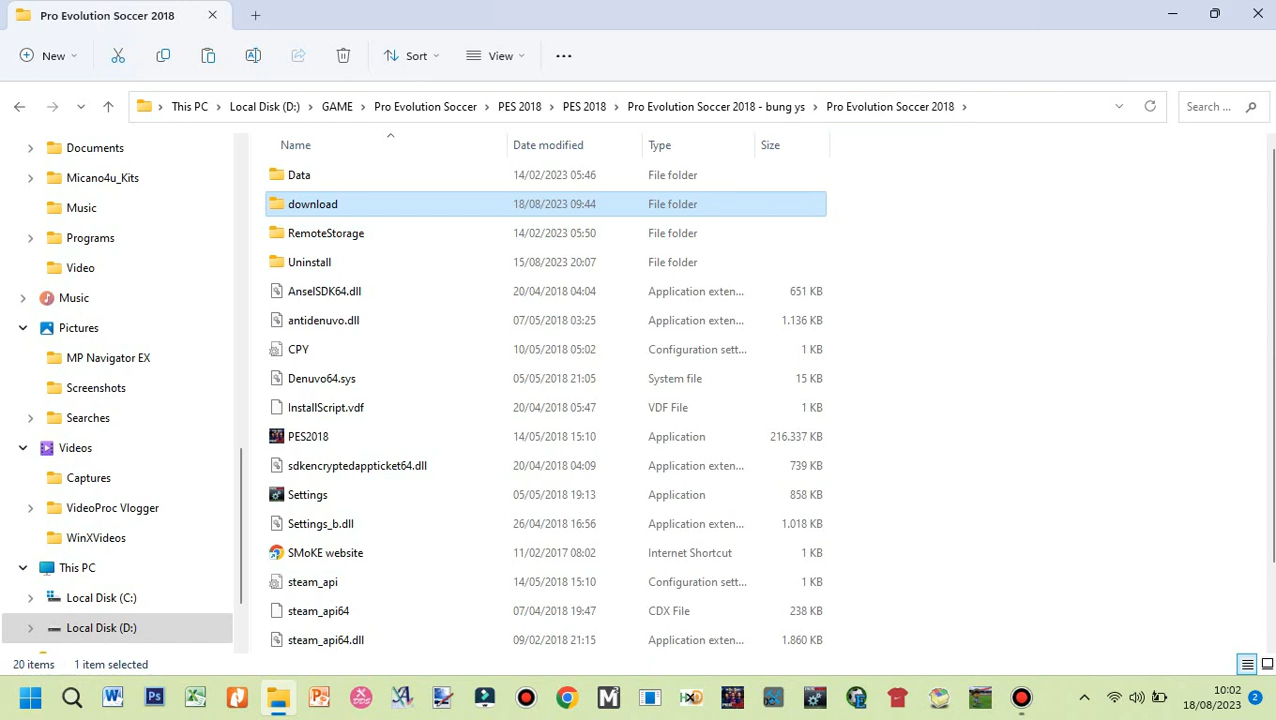 Pro Evolution Soccer 2018
New
Sort
View
This PC > Local Disk (D:) > GAME > Pro Evolution Soccer > PES 2018 > PES 2018 > Pro Evolution Soccer 2018 - bung ys > Pro Evolution Soccer 2018 >
Search ...
Documents
Micano4u_Kits
Music
Programs
Video
Music
Pictures
MP Navigator EX
Screenshots
Searches
Videos
Captures
VideoProc Vlogger
WinXVideos
This PC
Local Disk (C:)
Local Disk (D:)
Name Date modified Type Size
Data 14/02/2023 05:46 File folder
download 18/08/2023 09:44 File folder
RemoteStorage 14/02/2023 05:50 File folder
Uninstall 15/08/2023 20:07 File folder
AnselSDK64.dll 20/04/2018 04:04 Application exten... 651 KB
antidenuvo.dll 07/05/2018 03:25 Application exten... 1.136 KB
CPY 10/05/2018 05:02 Configuration sett... 1 KB
Denuvo64.sys 05/05/2018 21:05 System file 15 KB
InstallScript.vdf 20/04/2018 05:47 VDF File 1 KB
PES2018 14/05/2018 15:10 Application 216.337 KB
sdkencryptedappticket64.dll 20/04/2018 04:09 Application exten... 739 KB
Settings 05/05/2018 19:13 Application 858 KB
Settings_b.dll 26/04/2018 16:56 Application exten... 1.018 KB
SMoKE website 11/02/2017 08:02 Internet Shortcut 1 KB
steam_api 14/05/2018 15:10 Configuration sett... 1 KB
steam_api64 07/04/2018 19:47 CDX File 238 KB
steam_api64.dll 09/02/2018 21:15 Application exten... 1.860 KB
20 items 1 item selected
10:02
18/08/2023
2